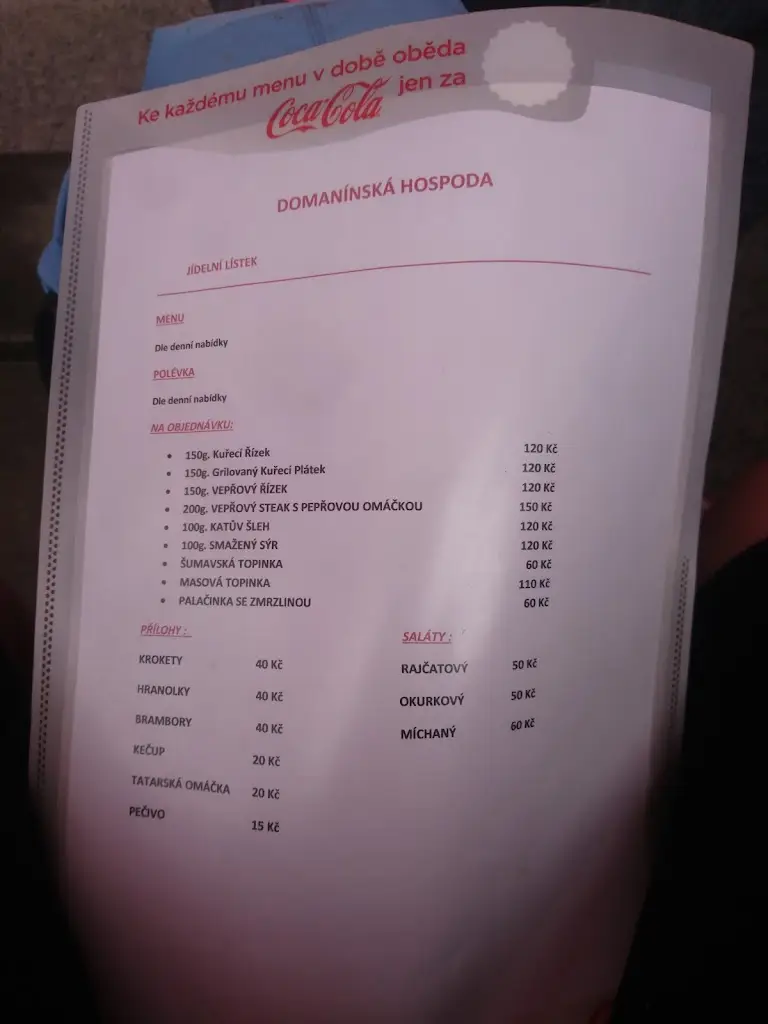 Ke každému menu v době oběda
Coca-Cola jen za
DOMANÍNSKÁ HOSPODA
JÍDELNÍ LÍSTEK
MENU
Dle denní nabídky
POLÉVKA
Dle denní nabídky
NA OBJEDNÁVKU:
• 150g. Kuřecí Řízek 120 Kč
• 150g. Grilovaný Kuřecí Plátek 120 Kč
• 150g. VEPŘOVÝ ŘÍZEK 120 Kč
• 200g. VEPŘOVÝ STEAK S PEPŘOVOU OMÁČKOU 150 Kč
• 100g. KATŮV ŠLEH 120 Kč
• 100g. SMAŽENÝ SÝR 120 Kč
• ŠUMAVSKÁ TOPINKA 60 Kč
• MASOVÁ TOPINKA 110 Kč
• PALAČINKA SE ZMRZLINOU 60 Kč
PŘÍLOHY:
KROKETY 40 Kč
HRANOLKY 40 Kč
BRAMBORY 40 Kč
KEČUP 20 Kč
TATARSKÁ OMÁČKA 20 Kč
PEČIVO 15 Kč
SALÁTY:
RAJČATOVÝ 50 Kč
OKURKOVÝ 50 Kč
MÍCHANÝ 60 Kč